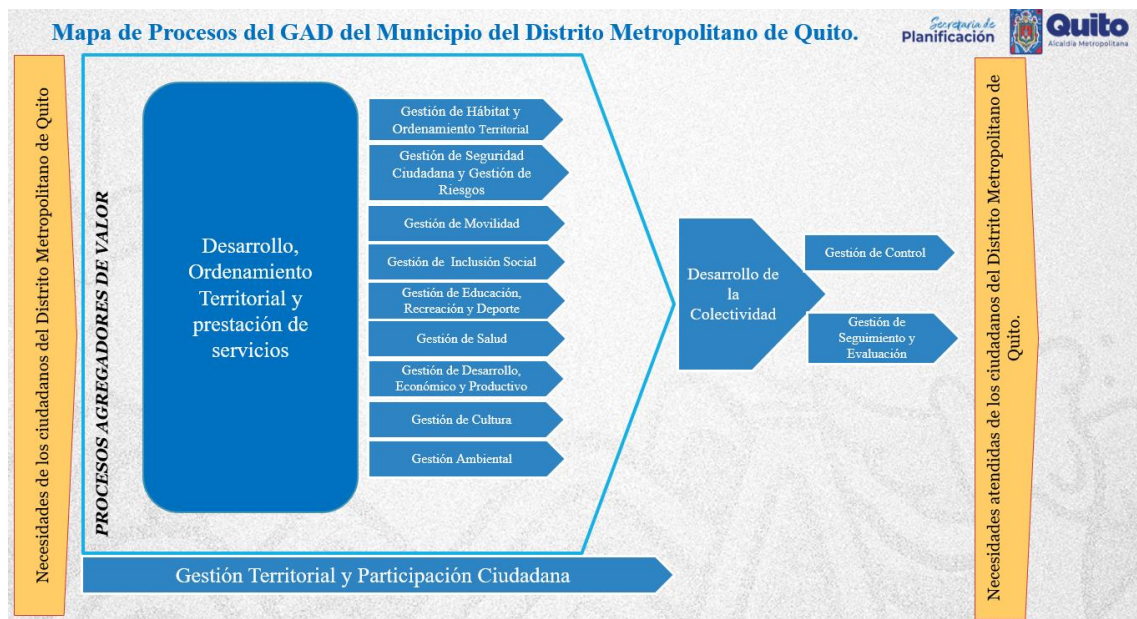 Mapa de Procesos del GAD del Municipio del Distrito Metropolitano de Quito.
Secretaría de
Planificación
Quito
Alcaldía Metropolitana
Necesidades de los ciudadanos del Distrito Metropolitano de Quito
PROCESOS AGREGADORES DE VALOR
Desarrollo,
Ordenamiento
Territorial y
prestación de
servicios
Gestión de Hábitat y
Ordenamiento Territorial
Gestión de Seguridad
Ciudadana y Gestión de
Riesgos
Gestión de Movilidad
Gestión de Inclusión Social
Gestión de Educación,
Recreación y Deporte
Gestión de Salud
Gestión de Desarrollo,
Económico y Productivo
Gestión de Cultura
Gestión Ambiental
Gestión Territorial y Participación Ciudadana
Desarrollo de
la
Colectividad
Gestión de Control
Gestión de
Seguimiento y
Evaluación
Necesidades atendidas de los ciudadanos del Distrito Metropolitano de
Quito.